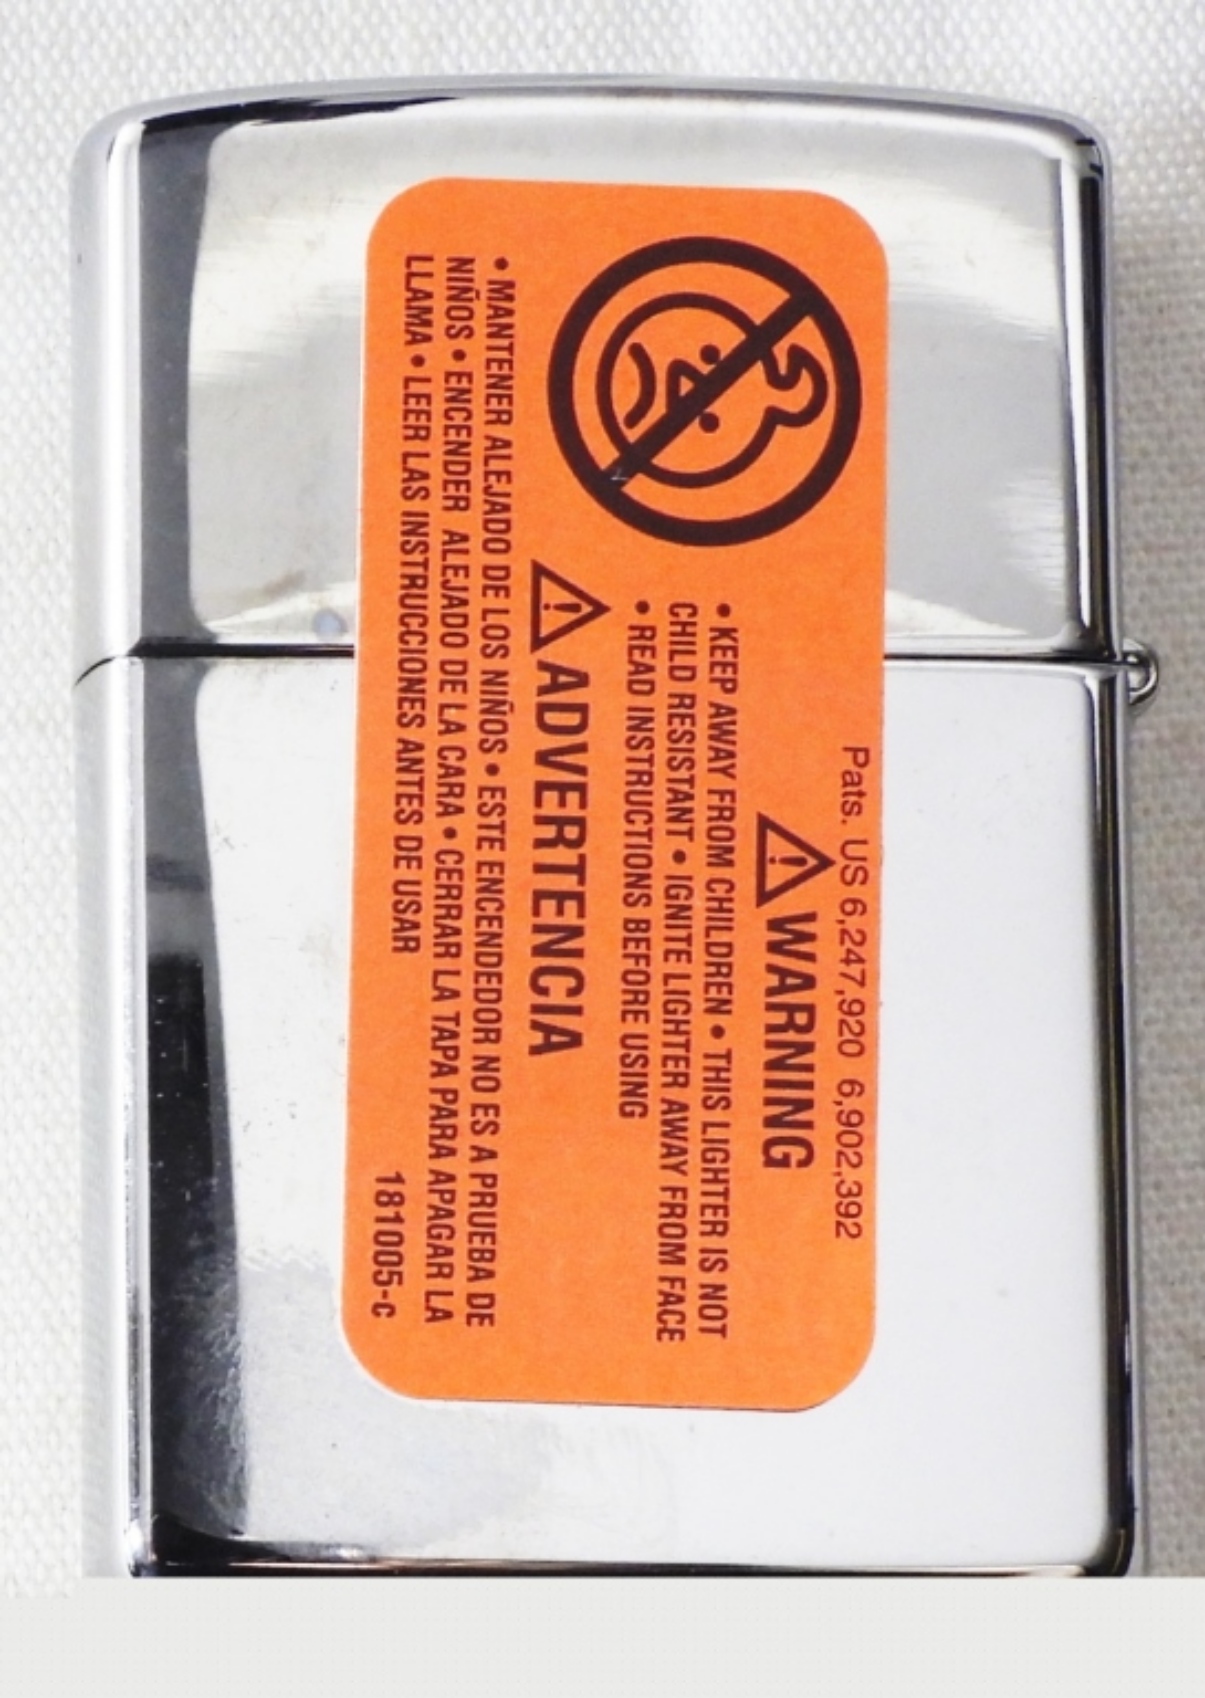 Pats. US 6,247,920 6,902,392
WARNING
• KEEP AWAY FROM CHILDREN • THIS LIGHTER IS NOT
CHILD RESISTANT • IGNITE LIGHTER AWAY FROM FACE
• READ INSTRUCTIONS BEFORE USING
ADVERTENCIA
• MANTENER ALEJADO DE LOS NIÑOS • ESTE ENCENDEDOR NO ES A PRUEBA DE
NIÑOS • ENCENDER ALEJADO DE LA CARA • CERRAR LA TAPA PARA APAGAR LA
LLAMA • LEER LAS INSTRUCCIONES ANTES DE USAR
181005-c